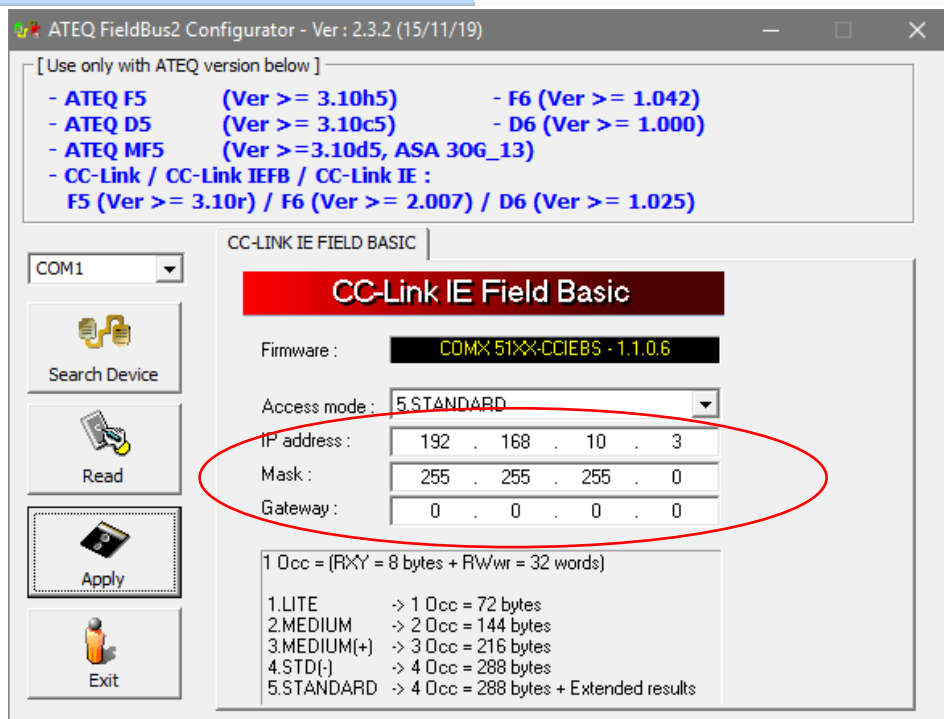 ATEQ FieldBus2 Configurator - Ver : 2.3.2 (15/11/19)
[ Use only with ATEQ version below ]
- ATEQ F5 (Ver >= 3.10h5) - F6 (Ver >= 1.042)
- ATEQ D5 (Ver >= 3.10c5) - D6 (Ver >= 1.000)
- ATEQ MF5 (Ver >=3.10d5, ASA 3OG_13)
- CC-Link / CC-Link IEFB / CC-Link IE :
F5 (Ver >= 3.10r) / F6 (Ver >= 2.007) / D6 (Ver >= 1.025)
COM1
Search Device
Read
Apply
Exit
CC-LINK IE FIELD BASIC
CC-Link IE Field Basic
Firmware : COMX 51XX-CCIEBS - 1.1.0.6
Access mode : 5.STANDARD
IP address : 192 . 168 . 10 . 3
Mask : 255 . 255 . 255 . 0
Gateway : 0 . 0 . 0 . 0
1 Occ = (RXY = 8 bytes + RWwr = 32 words)
1.LITE -> 1 Occ = 72 bytes
2.MEDIUM -> 2 Occ = 144 bytes
3.MEDIUM(+) -> 3 Occ = 216 bytes
4.STD(-) -> 4 Occ = 288 bytes
5.STANDARD -> 4 Occ = 288 bytes + Extended results